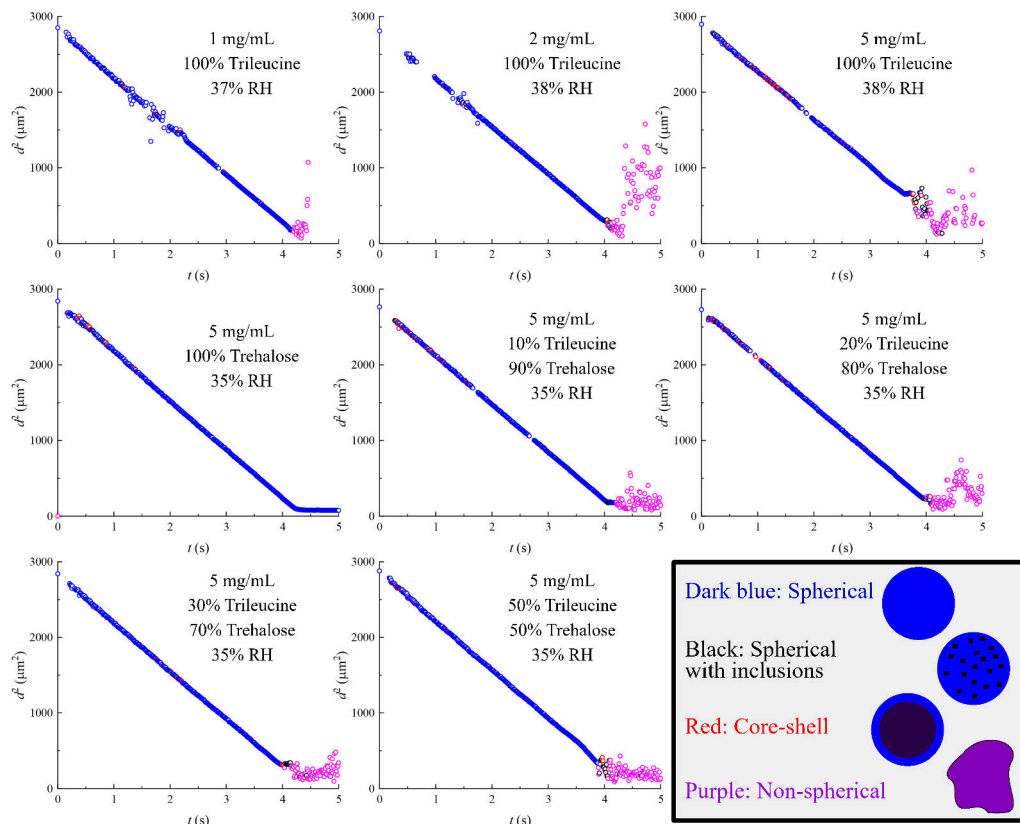 3000
2000
1000
0
d² (µm²)
1 mg/mL
100% Trileucine
37% RH
0 1 2 3 4 5
t (s)
3000
2000
1000
0
d² (µm²)
2 mg/mL
100% Trileucine
38% RH
0 1 2 3 4 5
t (s)
3000
2000
1000
0
d² (µm²)
5 mg/mL
100% Trileucine
38% RH
0 1 2 3 4 5
t (s)
3000
2000
1000
0
d² (µm²)
5 mg/mL
100% Trehalose
35% RH
0 1 2 3 4 5
t (s)
3000
2000
1000
0
d² (µm²)
5 mg/mL
10% Trileucine
90% Trehalose
35% RH
0 1 2 3 4 5
t (s)
3000
2000
1000
0
d² (µm²)
5 mg/mL
20% Trileucine
80% Trehalose
35% RH
0 1 2 3 4 5
t (s)
3000
2000
1000
0
d² (µm²)
5 mg/mL
30% Trileucine
70% Trehalose
35% RH
0 1 2 3 4 5
t (s)
3000
2000
1000
0
d² (µm²)
5 mg/mL
50% Trileucine
50% Trehalose
35% RH
0 1 2 3 4 5
t (s)
Dark blue: Spherical
Black: Spherical
with inclusions
Red: Core-shell
Purple: Non-spherical